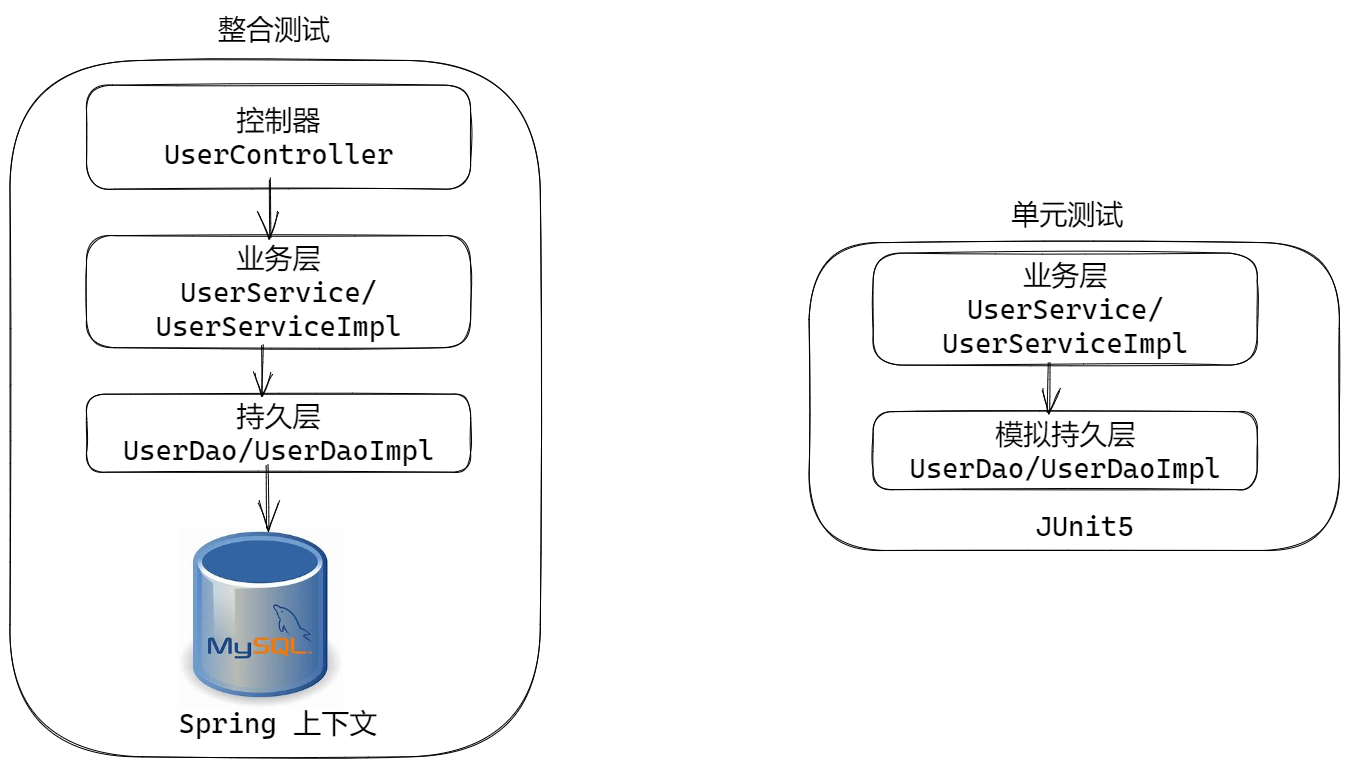 整合测试
控制器
UserController
业务层
UserService/
UserServiceImpl
持久层
UserDao/UserDaoImpl
MySQL
Spring 上下文
单元测试
业务层
UserService/
UserServiceImpl
模拟持久层
UserDao/UserDaoImpl
JUnit5